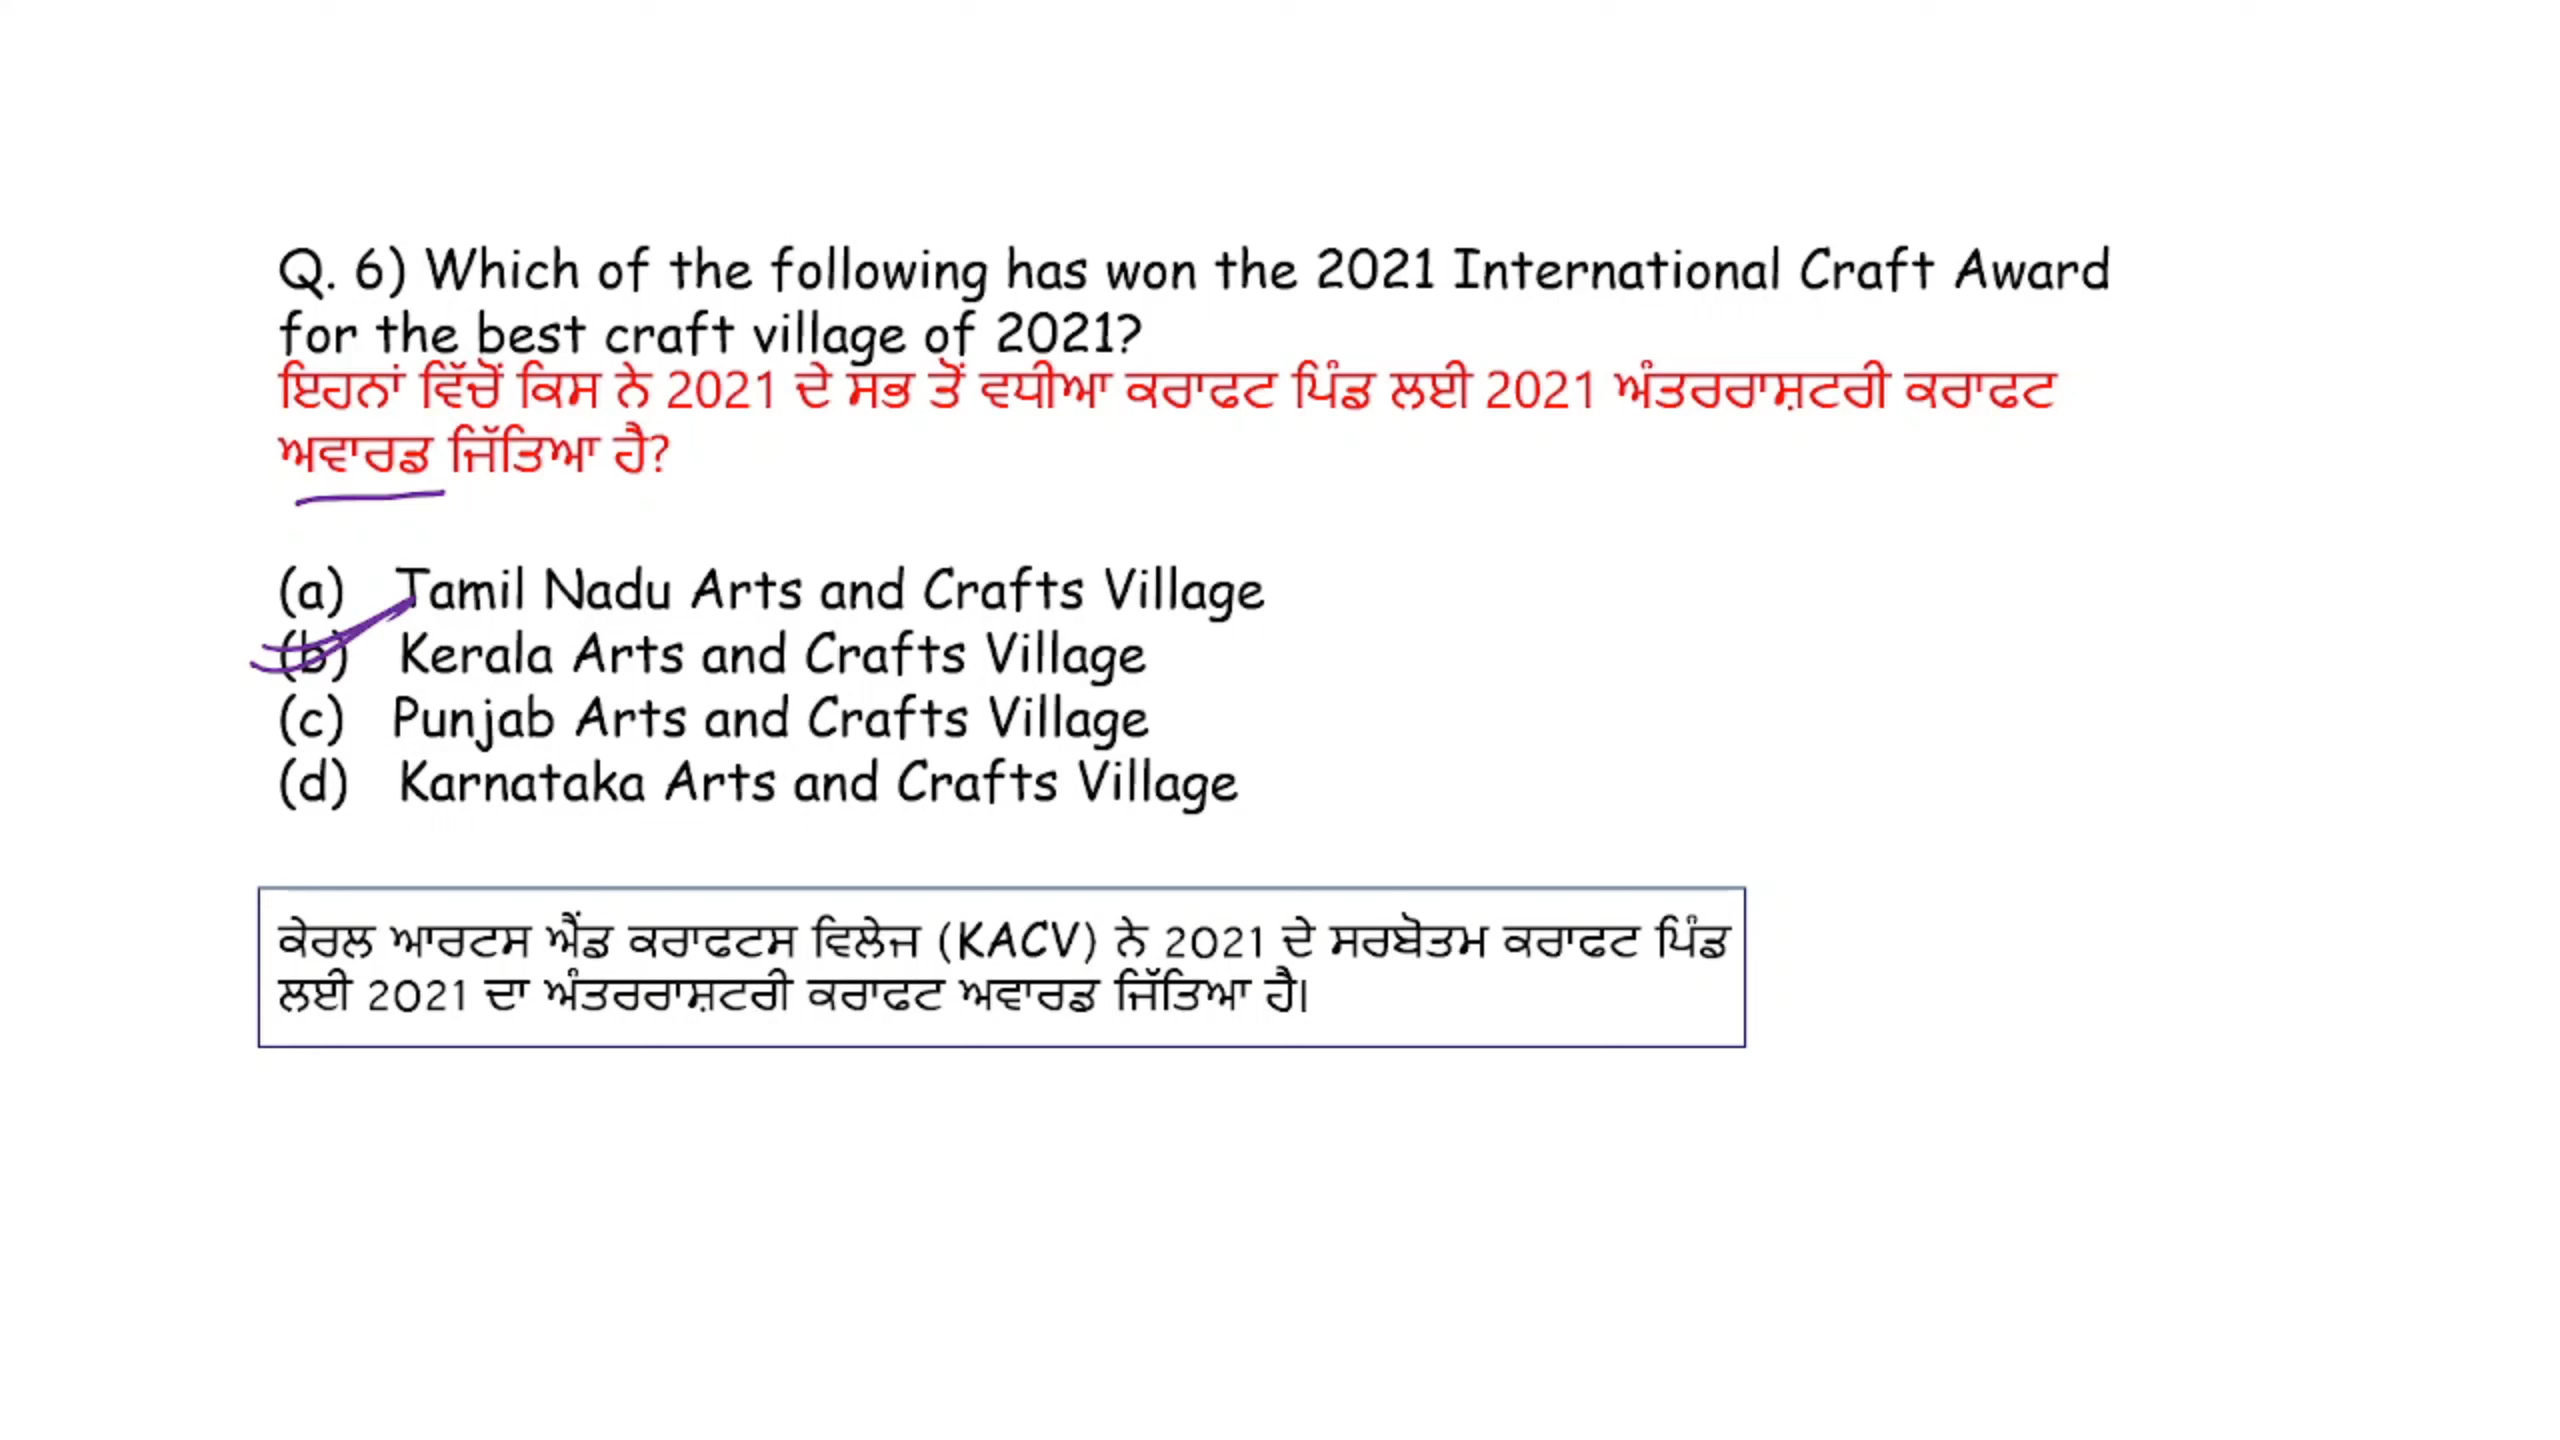 Q. 6) Which of the following has won the 2021 International Craft Award
for the best craft village of 2021?
ਇਹਨਾਂ ਵਿੱਚੋਂ ਕਿਸ ਨੇ 2021 ਦੇ ਸਭ ਤੋਂ ਵਧੀਆ ਕਰਾਫਟ ਪਿੰਡ ਲਈ 2021 ਅੰਤਰਰਾਸ਼ਟਰੀ ਕਰਾਫਟ
ਅਵਾਰਡ ਜਿੱਤਿਆ ਹੈ?
(a) Tamil Nadu Arts and Crafts Village
(b) Kerala Arts and Crafts Village
(c) Punjab Arts and Crafts Village
(d) Karnataka Arts and Crafts Village
ਕੇਰਲ ਆਰਟਸ ਐਂਡ ਕਰਾਫਟਸ ਵਿਲੇਜ (KACV) ਨੇ 2021 ਦੇ ਸਰਬੋਤਮ ਕਰਾਫਟ ਪਿੰਡ
ਲਈ 2021 ਦਾ ਅੰਤਰਰਾਸ਼ਟਰੀ ਕਰਾਫਟ ਅਵਾਰਡ ਜਿੱਤਿਆ ਹੈ।